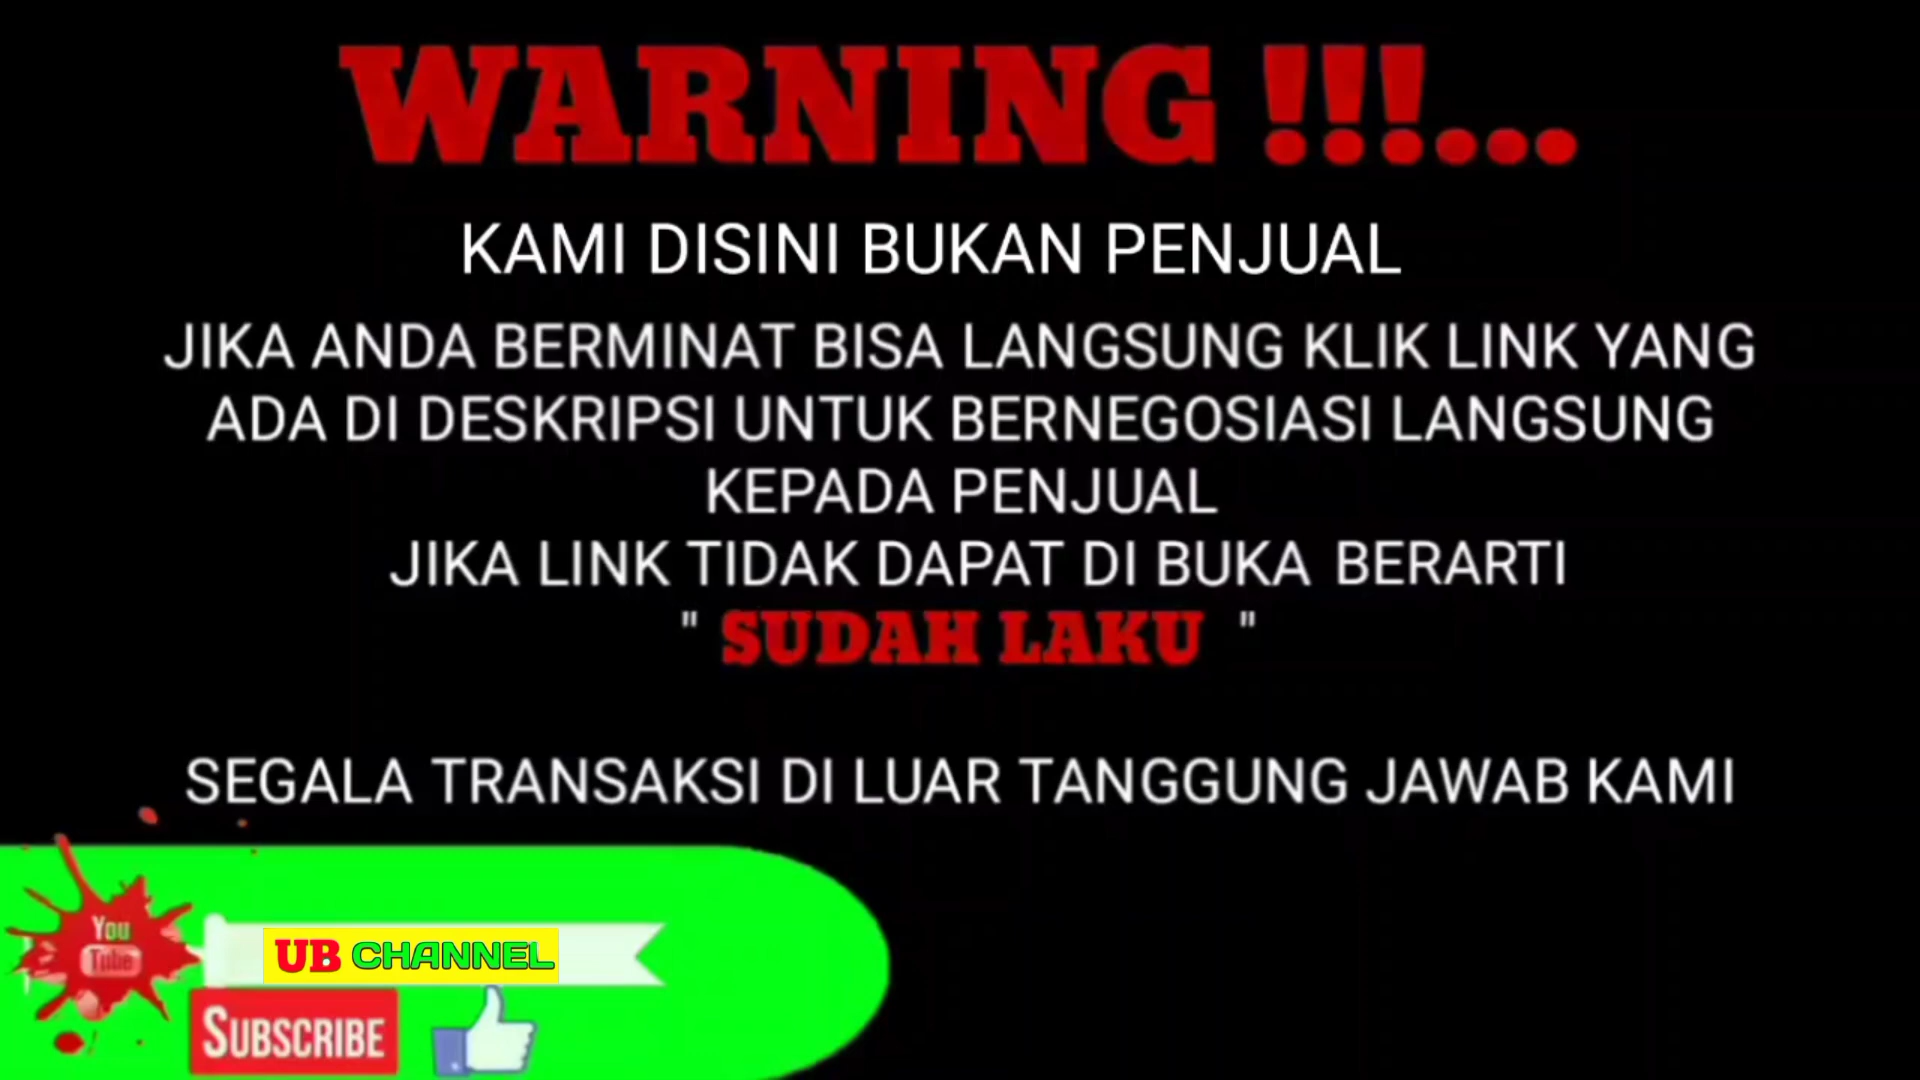 WARNING !!!...
KAMI DISINI BUKAN PENJUAL
JIKA ANDA BERMINAT BISA LANGSUNG KLIK LINK YANG
ADA DI DESKRIPSI UNTUK BERNEGOSIASI LANGSUNG
KEPADA PENJUAL
JIKA LINK TIDAK DAPAT DI BUKA BERARTI
" SUDAH LAKU "
SEGALA TRANSAKSI DI LUAR TANGGUNG JAWAB KAMI
You
Tube
UB CHANNEL
SUBSCRIBE